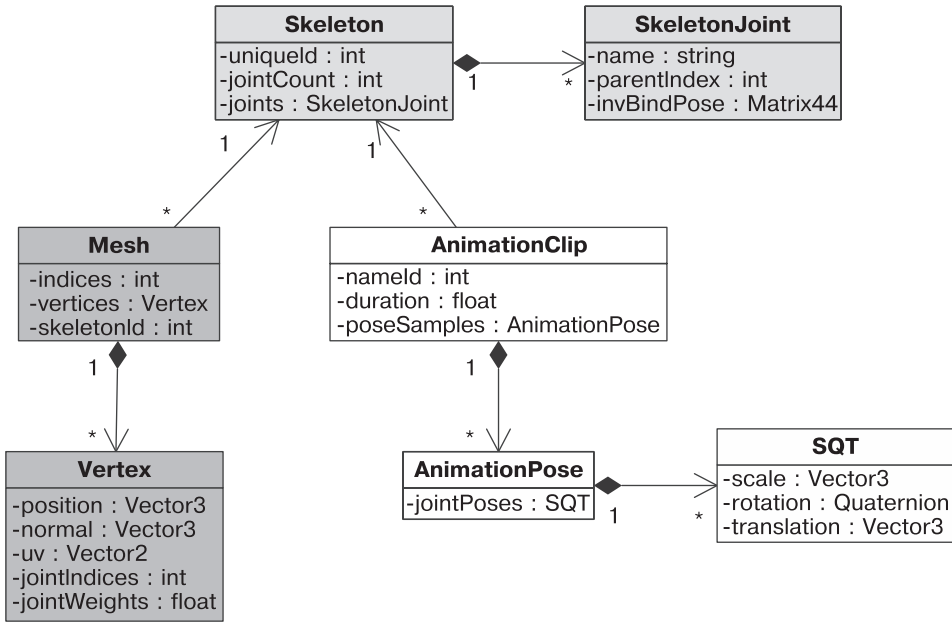 Skeleton
-uniqueId : int
-jointCount : int
-joints : SkeletonJoint
1
*
SkeletonJoint
-name : string
-parentIndex : int
-invBindPose : Matrix44
1
*
1
*
Mesh
-indices : int
-vertices : Vertex
-skeletonId : int
AnimationClip
-nameId : int
-duration : float
-poseSamples : AnimationPose
1
*
1
*
Vertex
-position : Vector3
-normal : Vector3
-uv : Vector2
-jointIndices : int
-jointWeights : float
AnimationPose
-jointPoses : SQT
1
*
SQT
-scale : Vector3
-rotation : Quaternion
-translation : Vector3